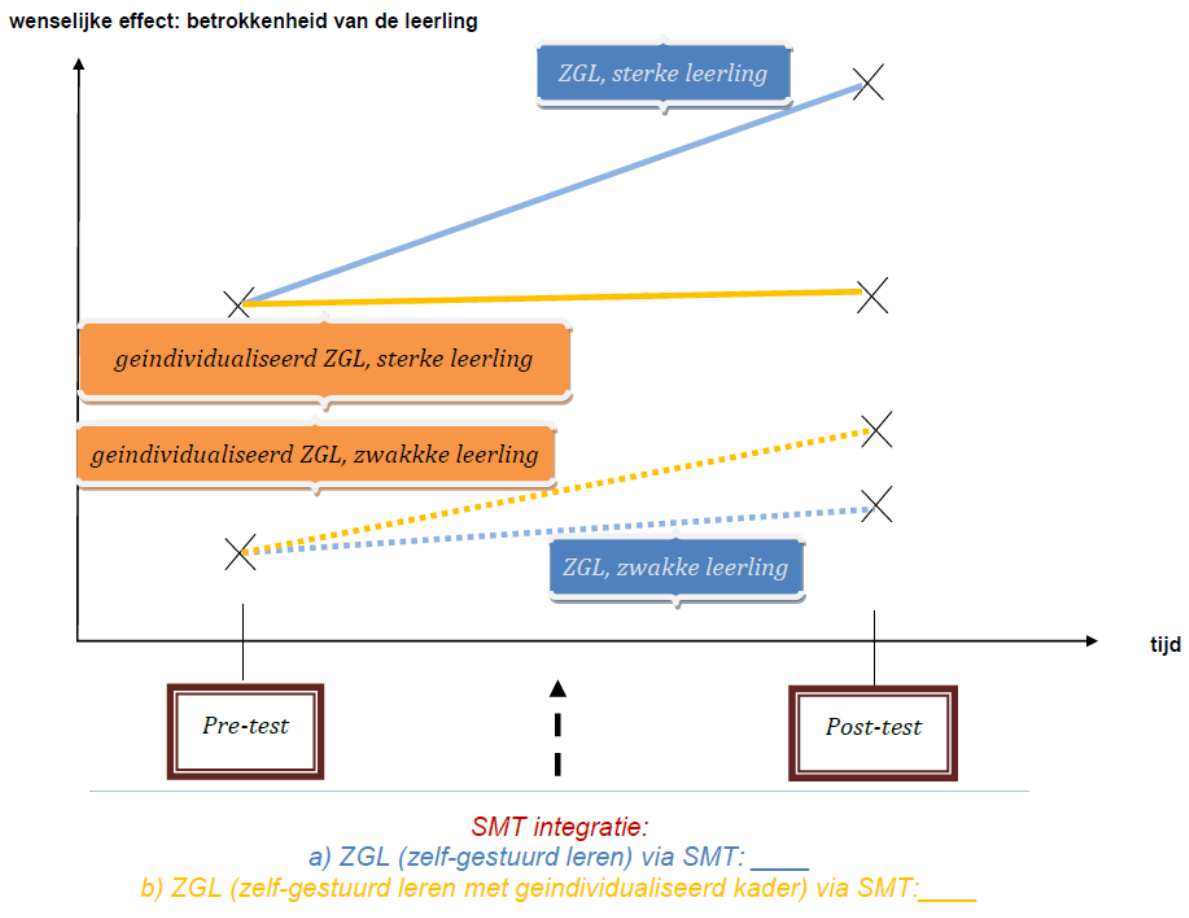 wenselijke effect: betrokkenheid van de leerling
ZGL, sterke leerling
geindividualiseerd ZGL, sterke leerling
geindividualiseerd ZGL, zwakkke leerling
ZGL, zwakke leerling
tijd
Pre-test
Post-test
SMT integratie:
a) ZGL (zelf-gestuurd leren) via SMT: ____
b) ZGL (zelf-gestuurd leren met geindividualiseerd kader) via SMT:____